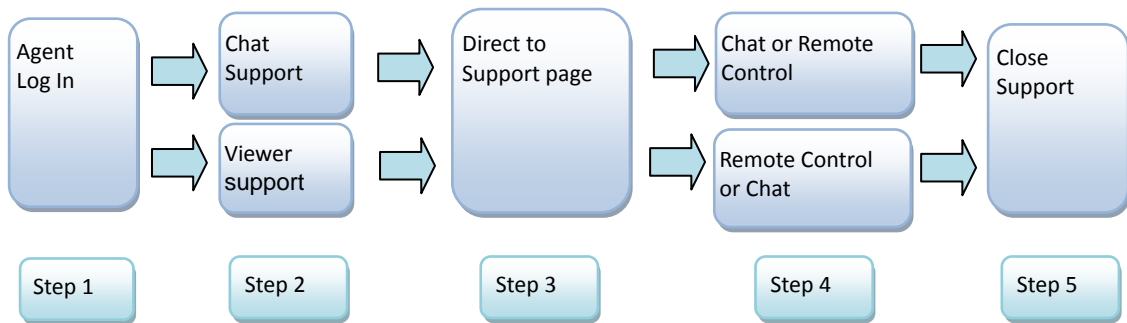 Agent
Log In
Chat
Support
Viewer
support
Direct to
Support page
Chat or Remote
Control
Remote Control
or Chat
Close
Support
Step 1
Step 2
Step 3
Step 4
Step 5